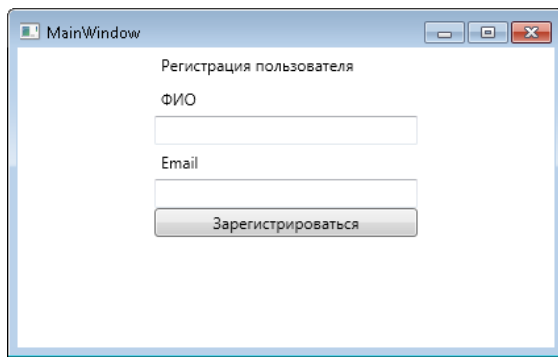 MainWindow
Регистрация пользователя
ФИО
Email
Зарегистрироваться